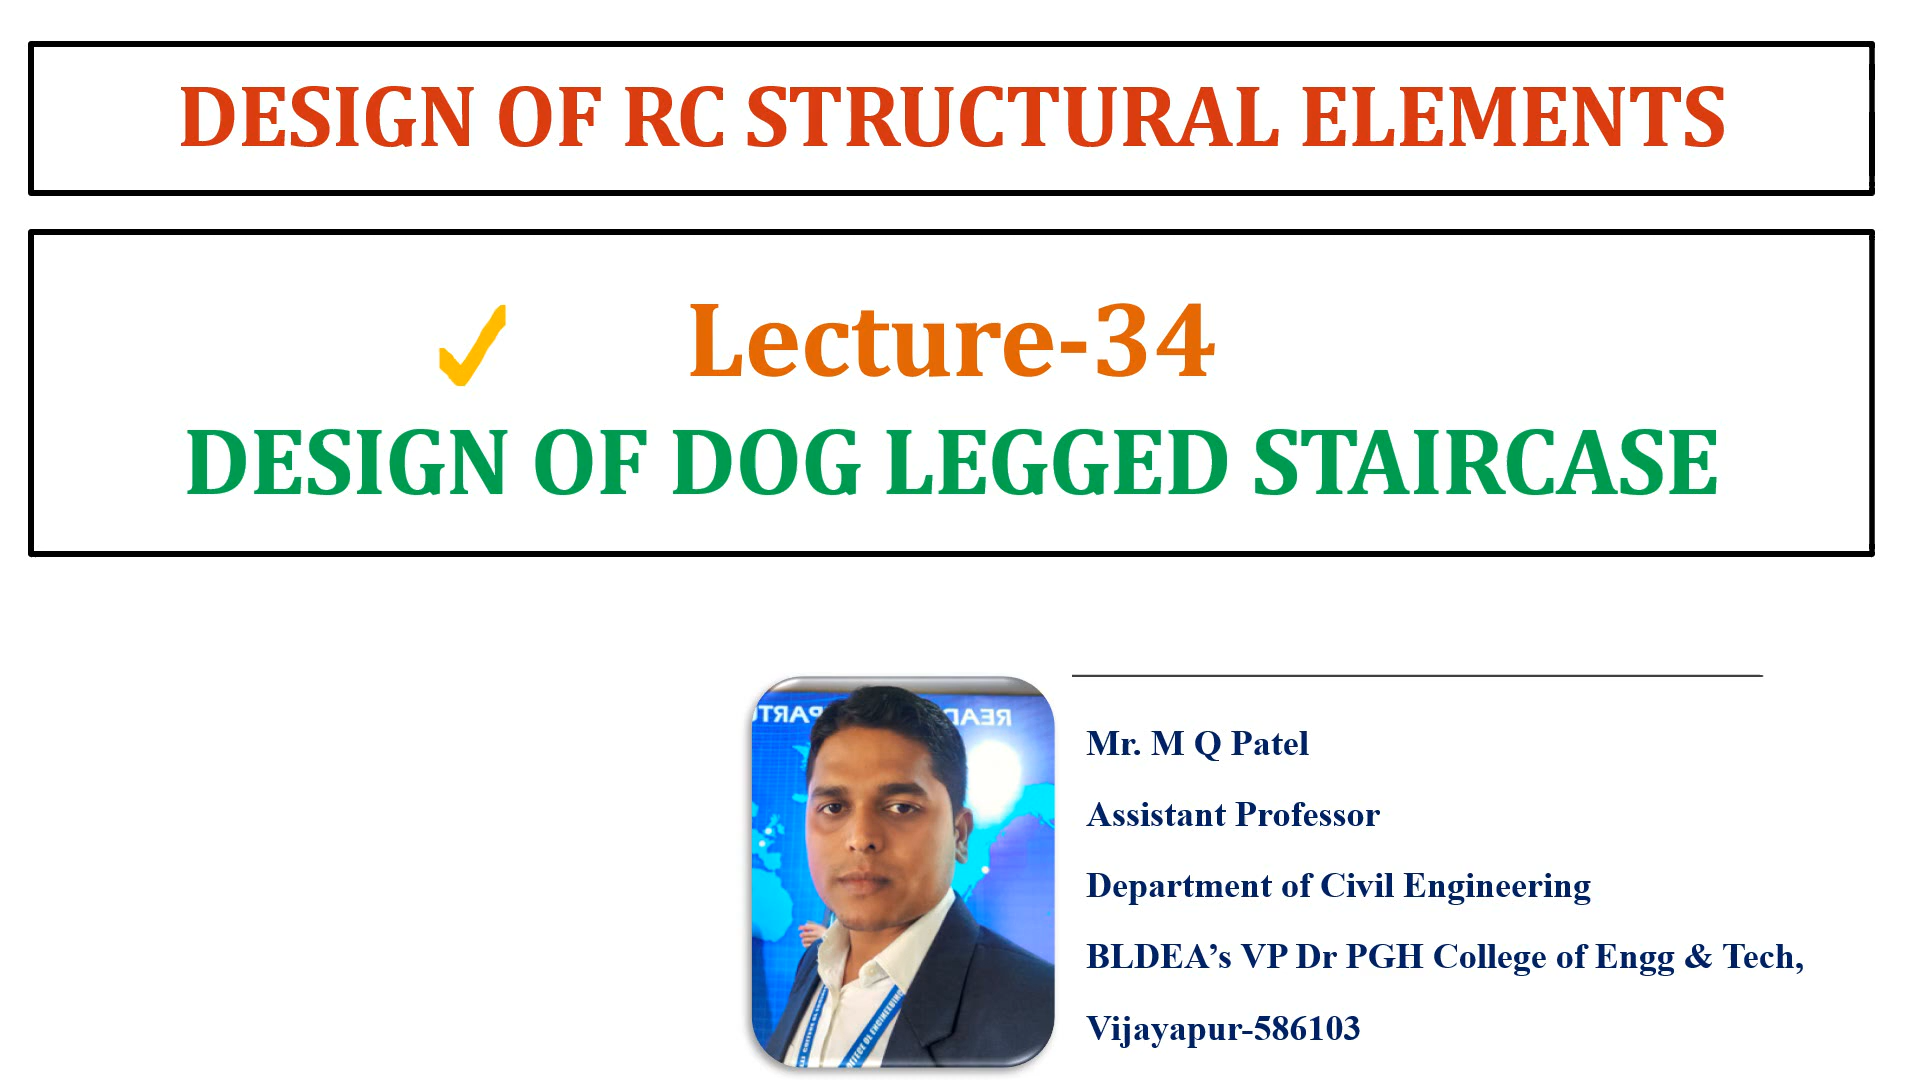 DESIGN OF RC STRUCTURAL ELEMENTS
Lecture-34
DESIGN OF DOG LEGGED STAIRCASE
Mr. M Q Patel
Assistant Professor
Department of Civil Engineering
BLDEA’s VP Dr PGH College of Engg & Tech,
Vijayapur-586103